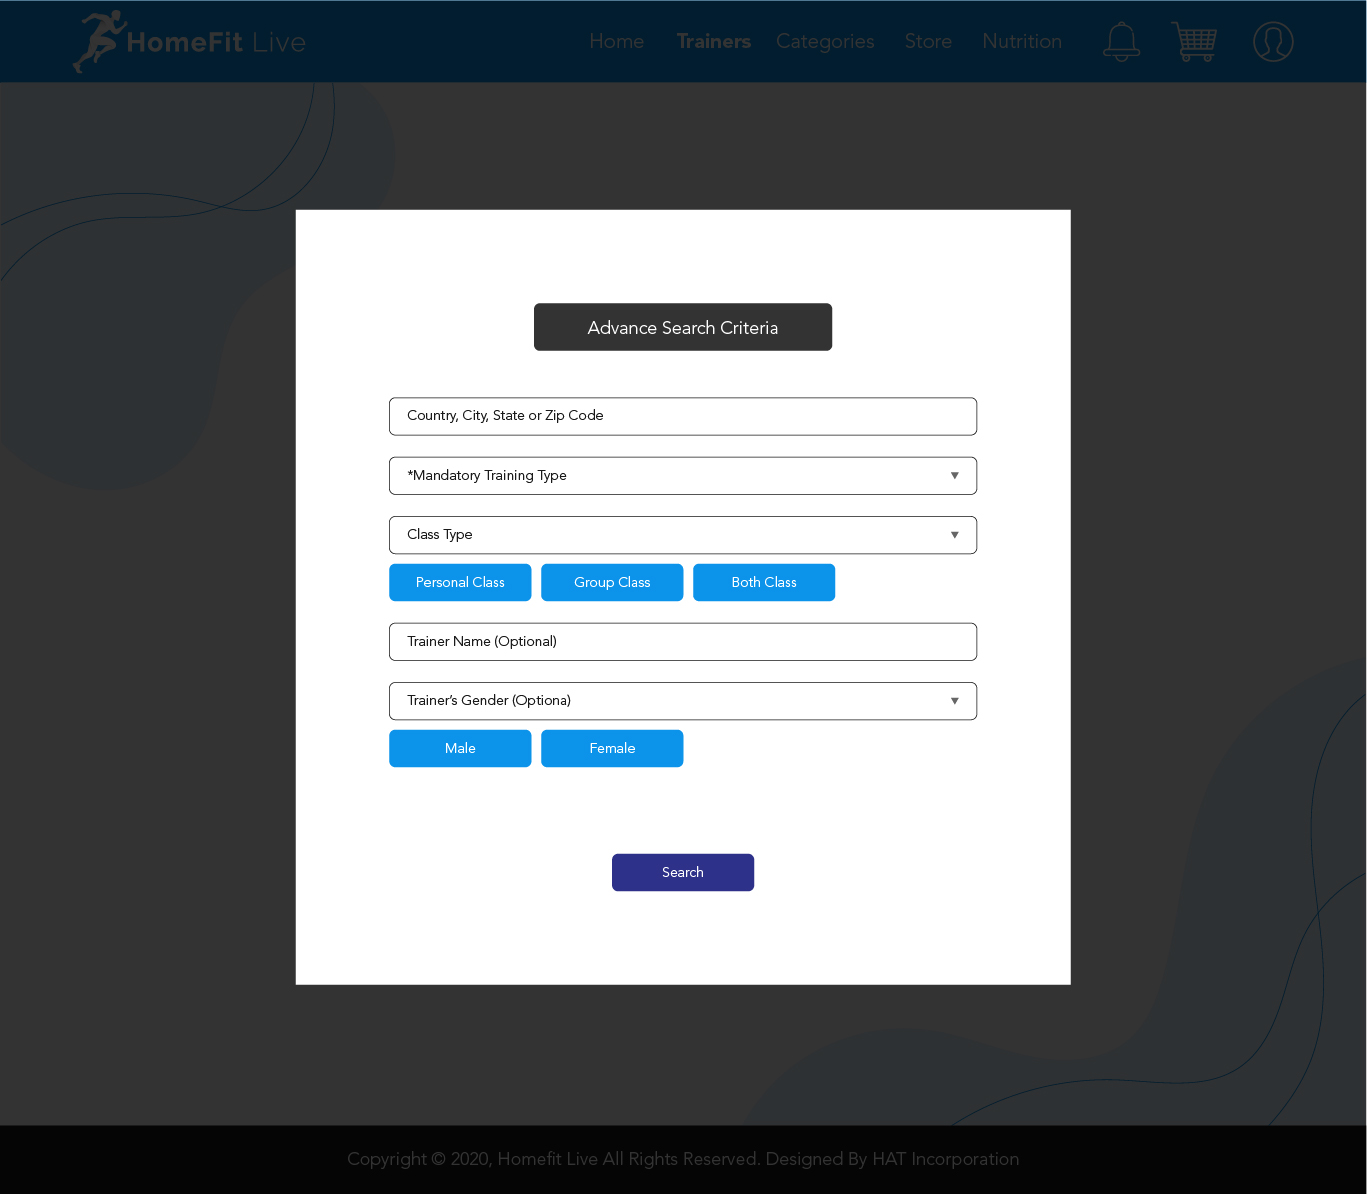 HomeFit Live
Home Trainers Categories Store Nutrition
Advance Search Criteria
Country, City, State or Zip Code
*Mandatory Training Type
Class Type
Personal Class Group Class Both Class
Trainer Name (Optional)
Trainer's Gender (Optiona)
Male Female
Search
Copyright © 2020, Homefit Live All Rights Reserved. Designed By HAT Incorporation